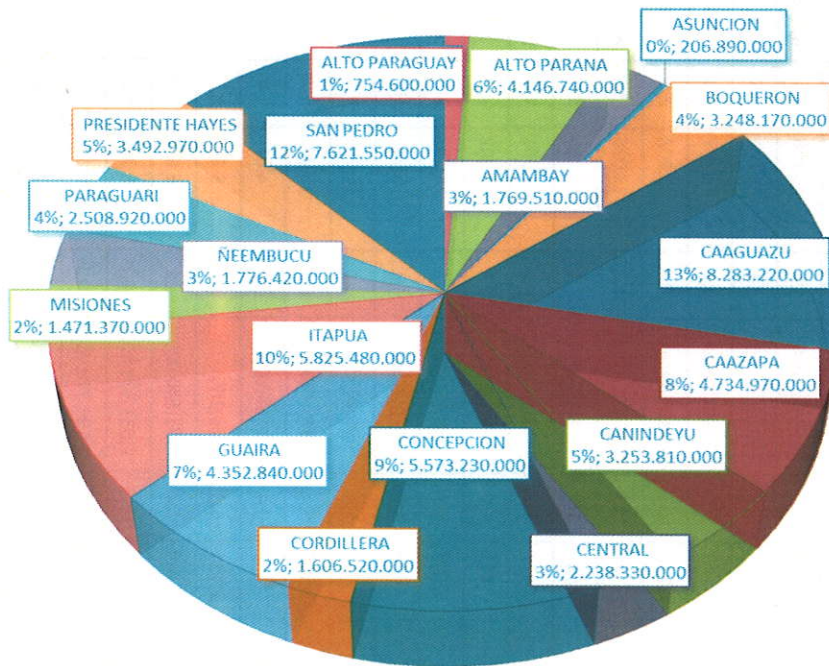 ASUNCION
0%; 206.890.000
ALTO PARAGUAY
1%; 754.600.000
ALTO PARANA
6%; 4.146.740.000
BOQUERON
4%; 3.248.170.000
PRESIDENTE HAYES
5%; 3.492.970.000
SAN PEDRO
12%; 7.621.550.000
AMAMBAY
3%; 1.769.510.000
PARAGUARI
4%; 2.508.920.000
CAAGUAZU
13%; 8.283.220.000
ÑEEMBUCU
3%; 1.776.420.000
MISIONES
2%; 1.471.370.000
ITAPUA
10%; 5.825.480.000
CAAZAPA
8%; 4.734.970.000
CANINDEYU
5%; 3.253.810.000
GUAIRA
7%; 4.352.840.000
CONCEPCION
9%; 5.573.230.000
CORDILLERA
2%; 1.606.520.000
CENTRAL
3%; 2.238.330.000